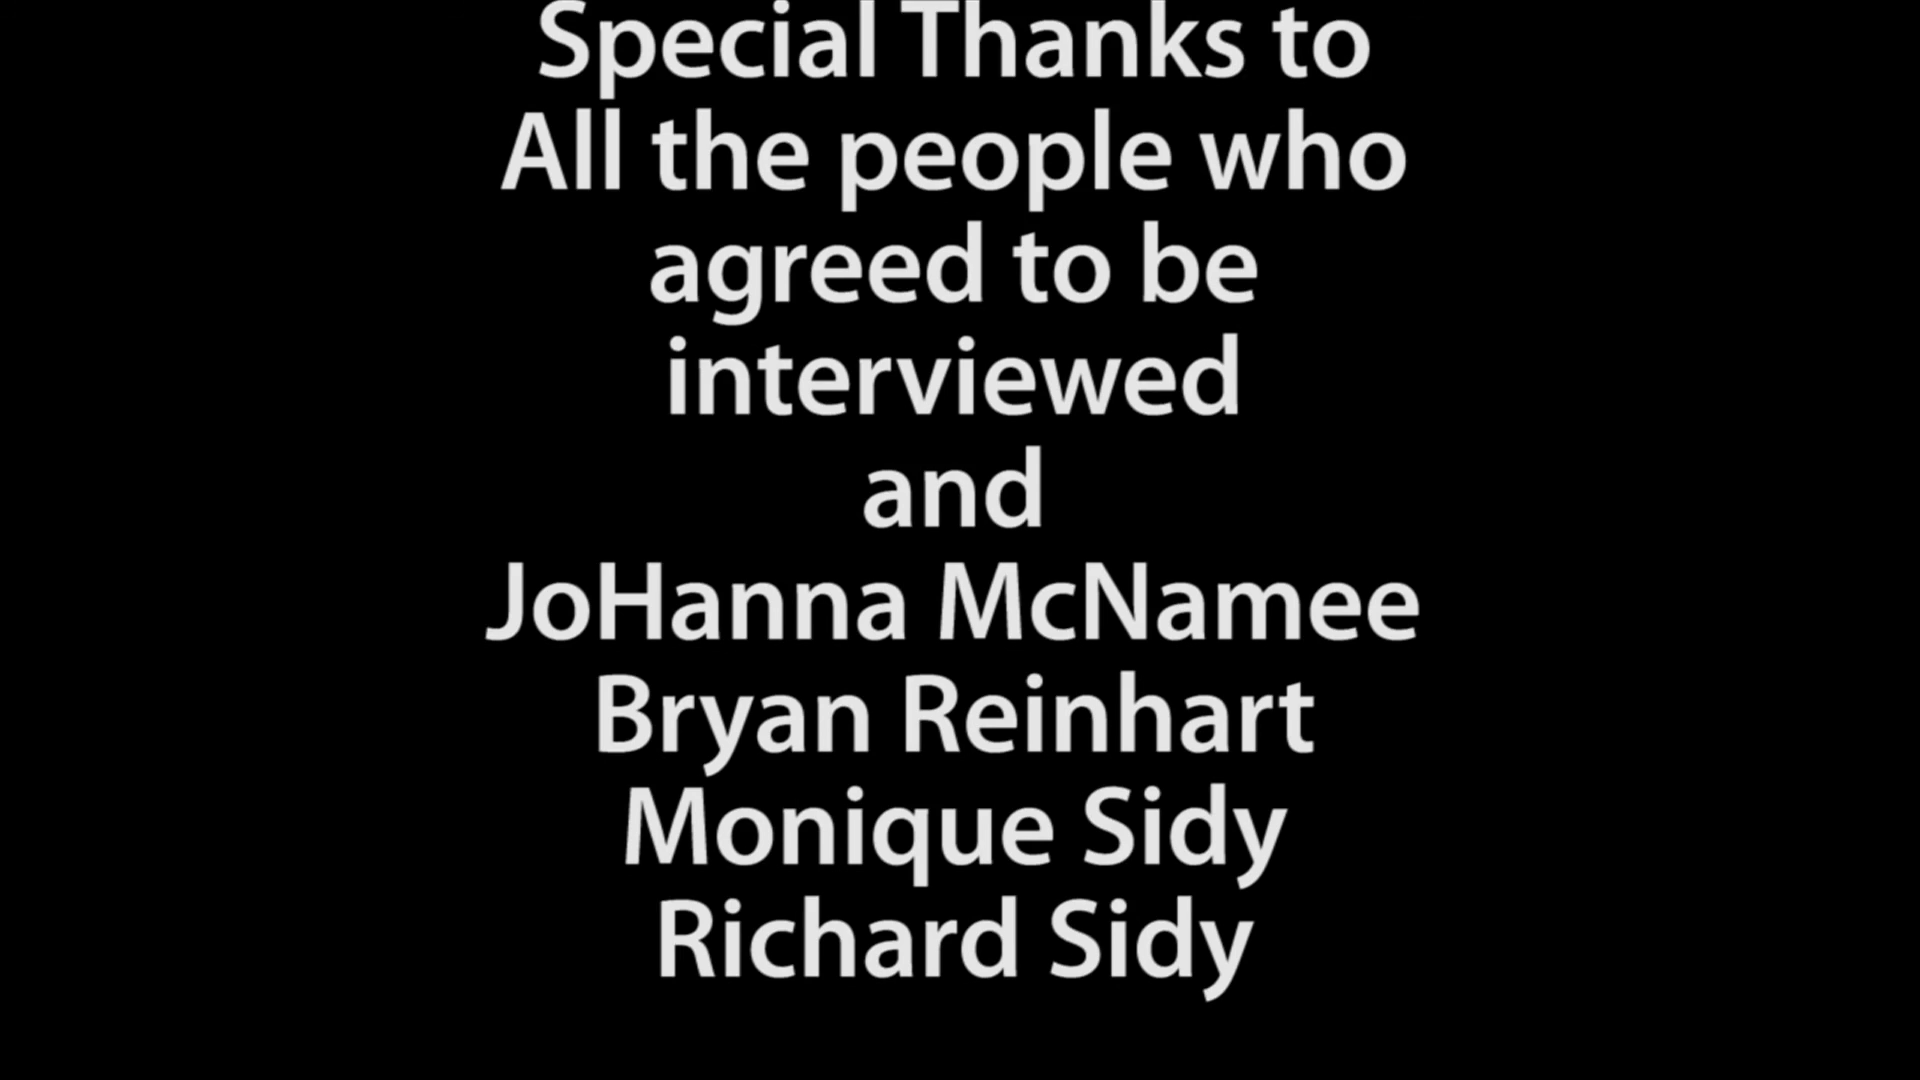 Special Thanks to
All the people who
agreed to be
interviewed
and
JoHanna McNamee
Bryan Reinhart
Monique Sidy
Richard Sidy